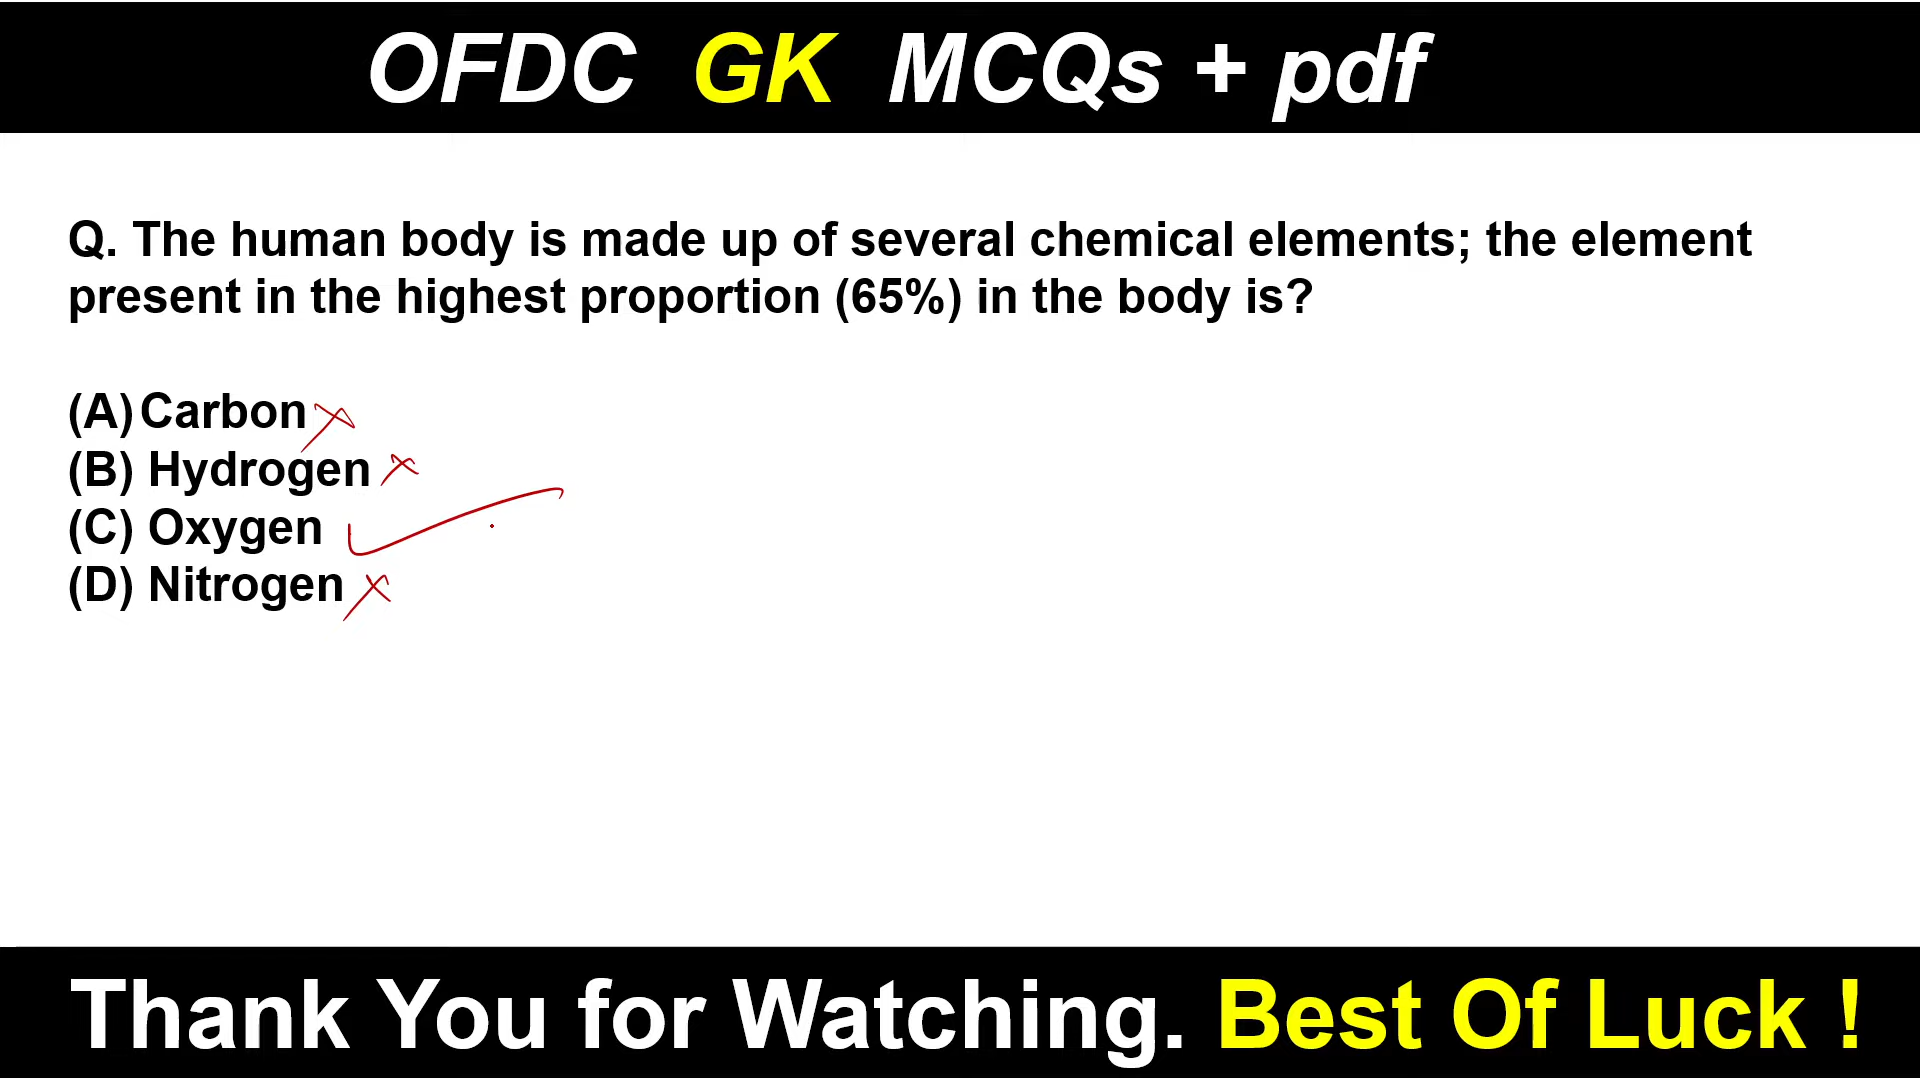 OFDC GK MCQs + pdf
Q. The human body is made up of several chemical elements; the element
present in the highest proportion (65%) in the body is?
(A) Carbon
(B) Hydrogen
(C) Oxygen
(D) Nitrogen
Thank You for Watching. Best Of Luck !